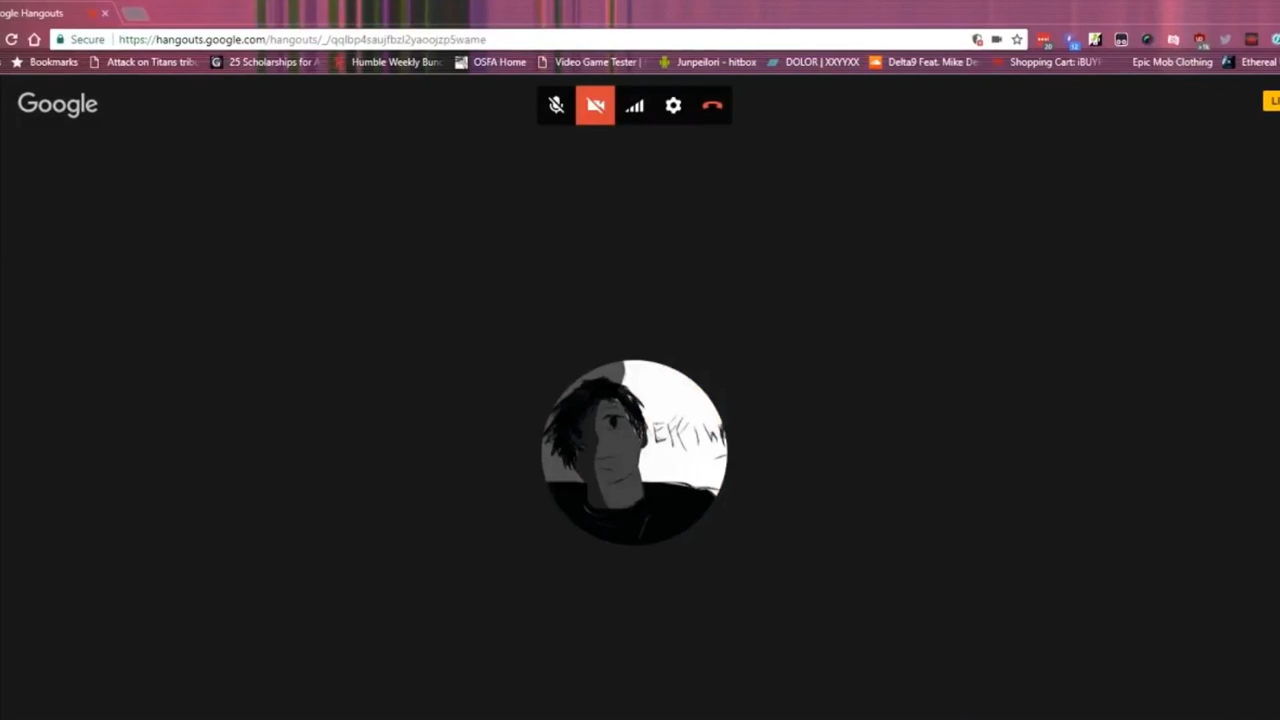 ogle Hangouts
Secure https://hangouts.google.com/hangouts/_/qqlbp4saujfbzl2yaoojzp5wame
Bookmarks Attack on Titans trib 25 Scholarships for A Humble Weekly Bun OSFA Home Video Game Tester | Junpeilori - hitbox DOLOR | XXYYXX Delta9 Feat. Mike De Shopping Cart: iBUY Epic Mob Clothing Ethereal
Google